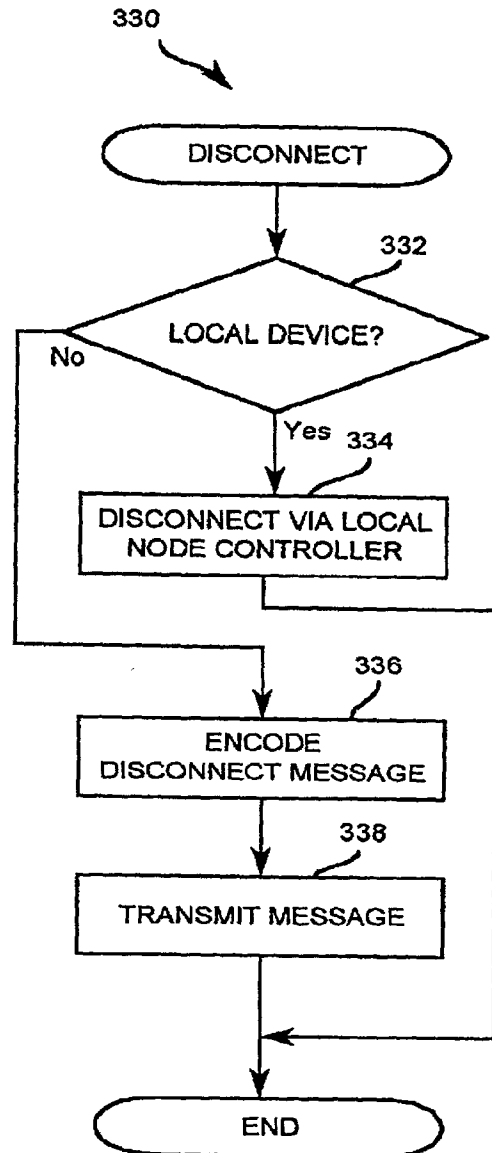 330
DISCONNECT
332
LOCAL DEVICE?
No
Yes
334
DISCONNECT VIA LOCAL
NODE CONTROLLER
336
ENCODE
DISCONNECT MESSAGE
338
TRANSMIT MESSAGE
END